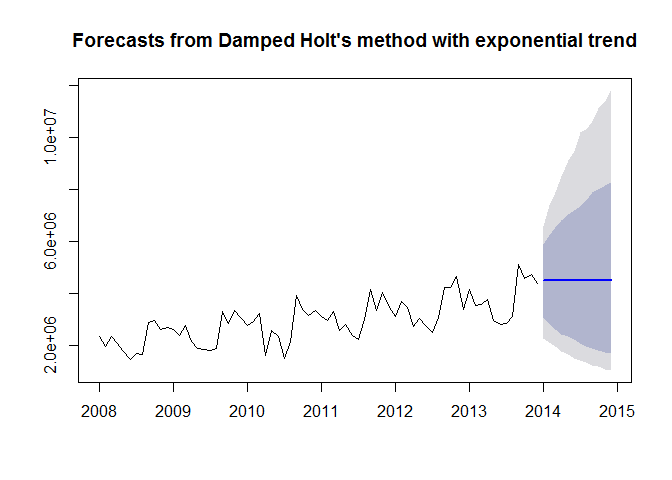 Forecasts from Damped Holt's method with exponential trend
1.0e+07
6.0e+06
2.0e+06
2008 2009 2010 2011 2012 2013 2014 2015